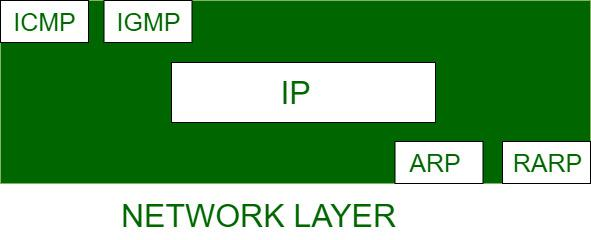 ICMP IGMP
IP
ARP RARP
NETWORK LAYER